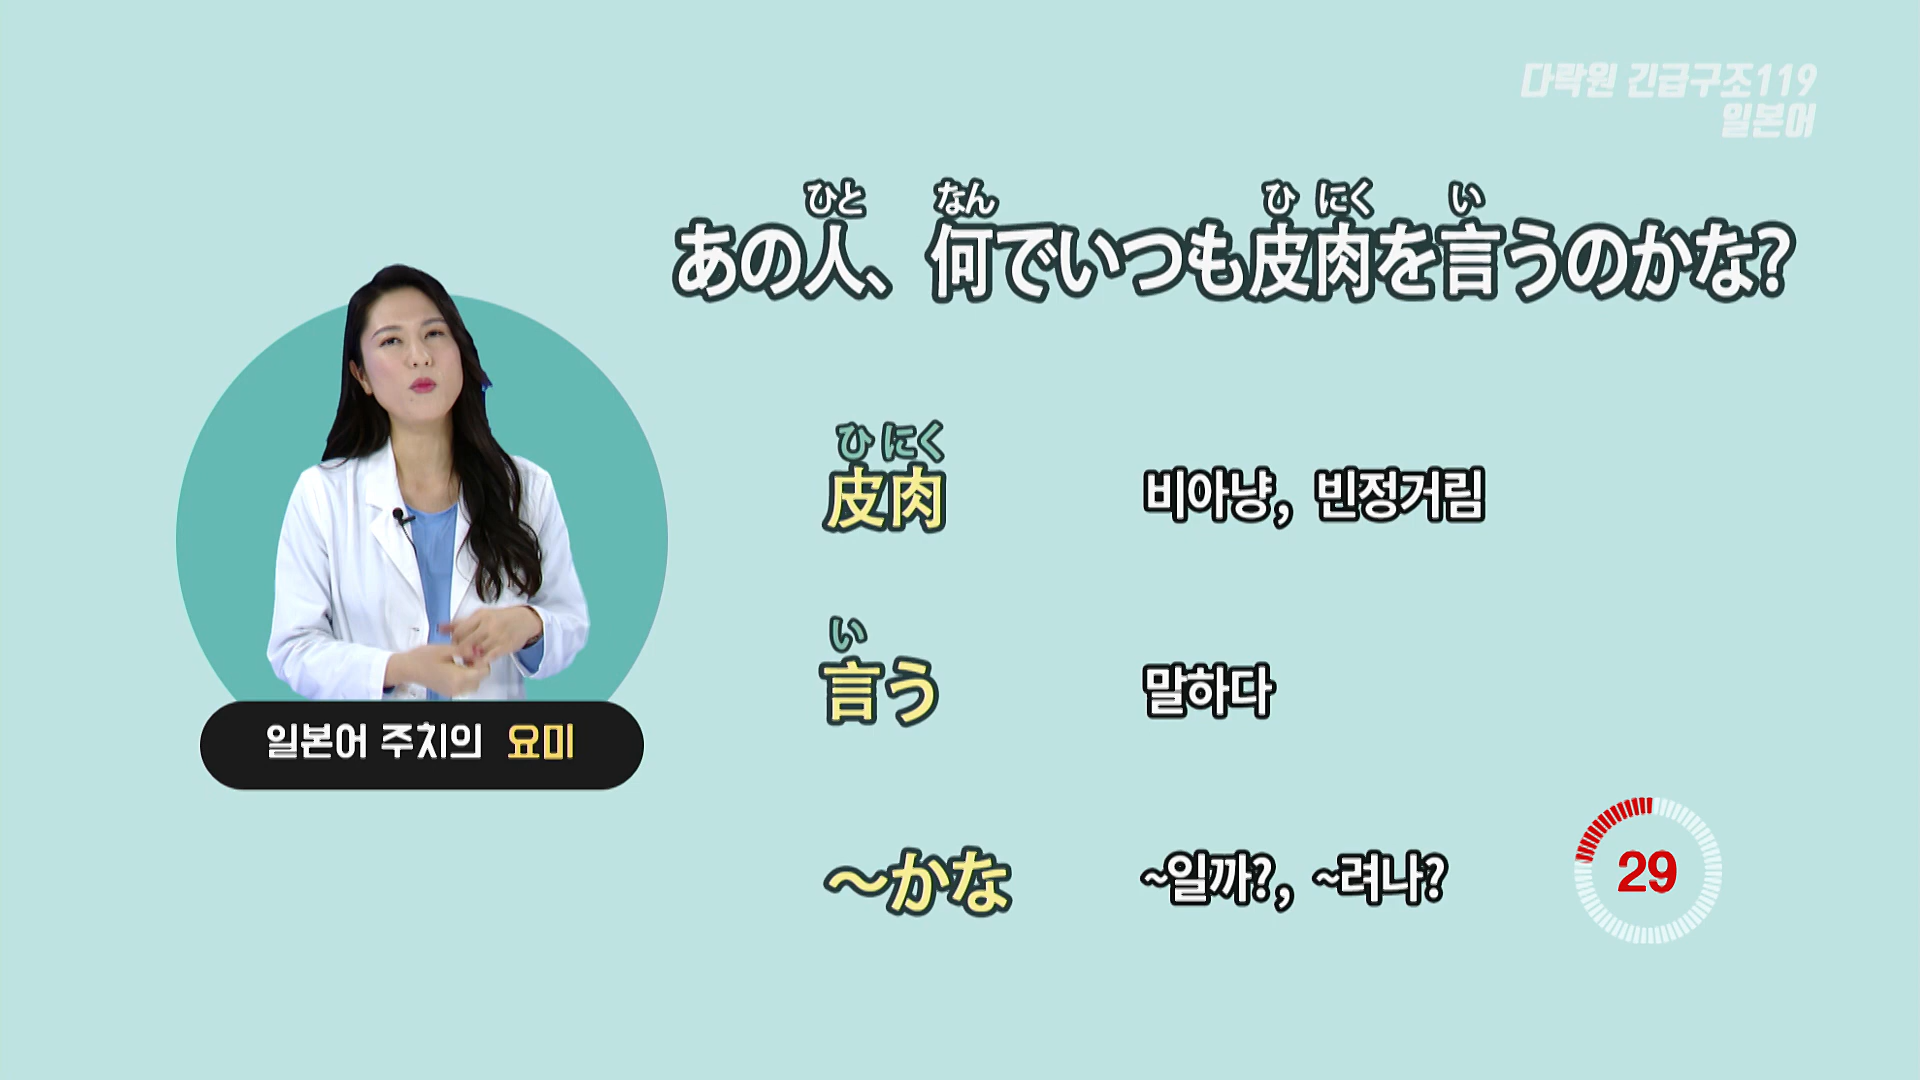 다락원 긴급구조119
일본어
ひと なん ひ にく い
あの人、何でいつも皮肉を言うのかな?
ひ にく
皮肉 비아냥, 빈정거림
い
言う 말하다
～かな ~일까?, ~려나?
29
일본어 주치의 요미